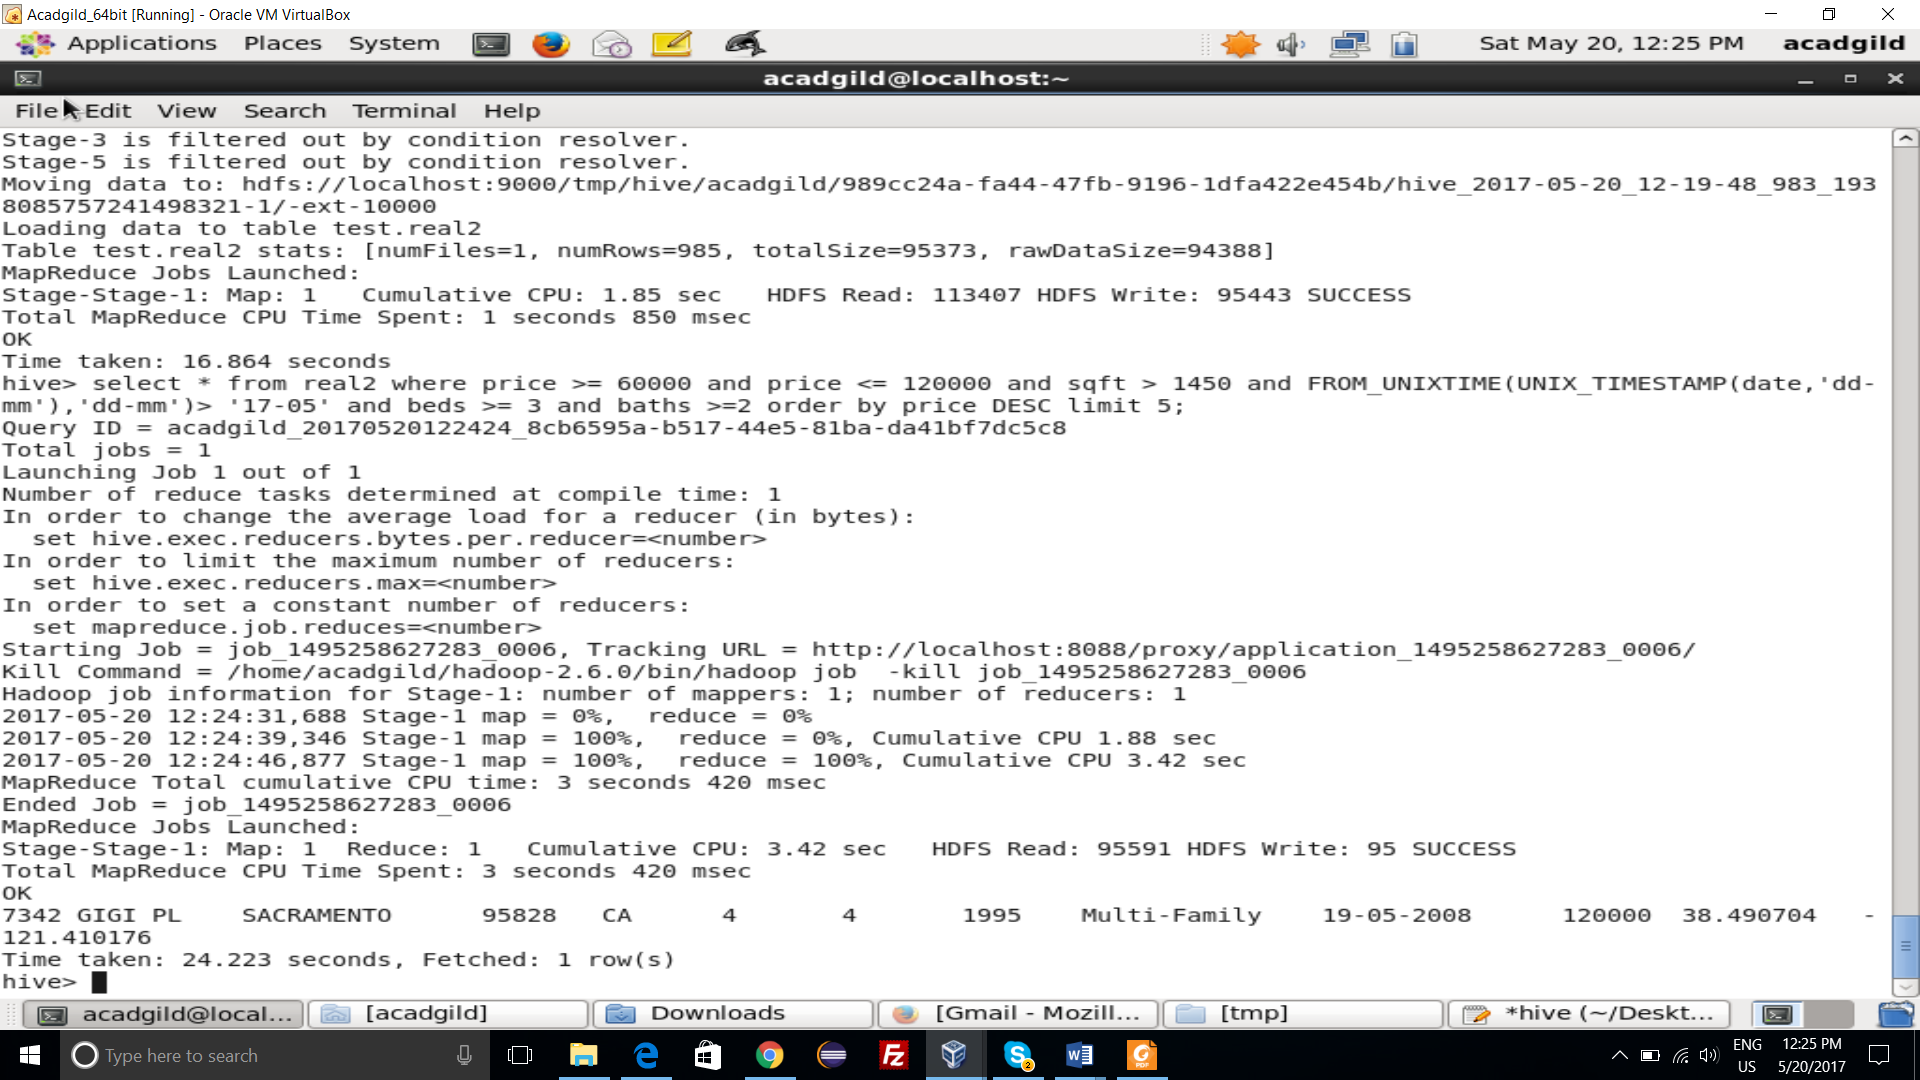 Acadgild_64bit [Running] - Oracle VM VirtualBox
Applications Places System Sat May 20, 12:25 PM acadgild
acadgild@localhost:~
File Edit View Search Terminal Help
Stage-3 is filtered out by condition resolver.
Stage-5 is filtered out by condition resolver.
Moving data to: hdfs://localhost:9000/tmp/hive/acadgild/989cc24a-fa44-47fb-9196-1dfa422e454b/hive_2017-05-20_12-19-48_983_193
8085757241498321-1/-ext-10000
Loading data to table test.real2
Table test.real2 stats: [numFiles=1, numRows=985, totalSize=95373, rawDataSize=94388]
MapReduce Jobs Launched:
Stage-Stage-1: Map: 1   Cumulative CPU: 1.85 sec   HDFS Read: 113407 HDFS Write: 95443 SUCCESS
Total MapReduce CPU Time Spent: 1 seconds 850 msec
OK
Time taken: 16.864 seconds
hive> select * from real2 where price >= 60000 and price <= 120000 and sqft > 1450 and FROM_UNIXTIME(UNIX_TIMESTAMP(date,'dd-
mm'),'dd-mm')> '17-05' and beds >= 3 and baths >=2 order by price DESC limit 5;
Query ID = acadgild_20170520122424_8cb6595a-b517-44e5-81ba-da41bf7dc5c8
Total jobs = 1
Launching Job 1 out of 1
Number of reduce tasks determined at compile time: 1
In order to change the average load for a reducer (in bytes):
  set hive.exec.reducers.bytes.per.reducer=<number>
In order to limit the maximum number of reducers:
  set hive.exec.reducers.max=<number>
In order to set a constant number of reducers:
  set mapreduce.job.reduces=<number>
Starting Job = job_1495258627283_0006, Tracking URL = http://localhost:8088/proxy/application_1495258627283_0006/
Kill Command = /home/acadgild/hadoop-2.6.0/bin/hadoop job  -kill job_1495258627283_0006
Hadoop job information for Stage-1: number of mappers: 1; number of reducers: 1
2017-05-20 12:24:31,688 Stage-1 map = 0%,  reduce = 0%
2017-05-20 12:24:39,346 Stage-1 map = 100%,   reduce = 0%, Cumulative CPU 1.88 sec
2017-05-20 12:24:46,877 Stage-1 map = 100%,   reduce = 100%, Cumulative CPU 3.42 sec
MapReduce Total cumulative CPU time: 3 seconds 420 msec
Ended Job = job_1495258627283_0006
MapReduce Jobs Launched:
Stage-Stage-1: Map: 1  Reduce: 1   Cumulative CPU: 3.42 sec   HDFS Read: 95591 HDFS Write: 95 SUCCESS
Total MapReduce CPU Time Spent: 3 seconds 420 msec
OK
7342 GIGI PL    SACRAMENTO      95828   CA      4       4       1995    Multi-Family    19-05-2008      120000  38.490704   -
121.410176
Time taken: 24.223 seconds, Fetched: 1 row(s)
hive>
acadgild@local... [acadgild] Downloads [Gmail - Mozill... [tmp] *hive (~/Deskt...
Type here to search 2 ENG 12:25 PM
US 5/20/2017